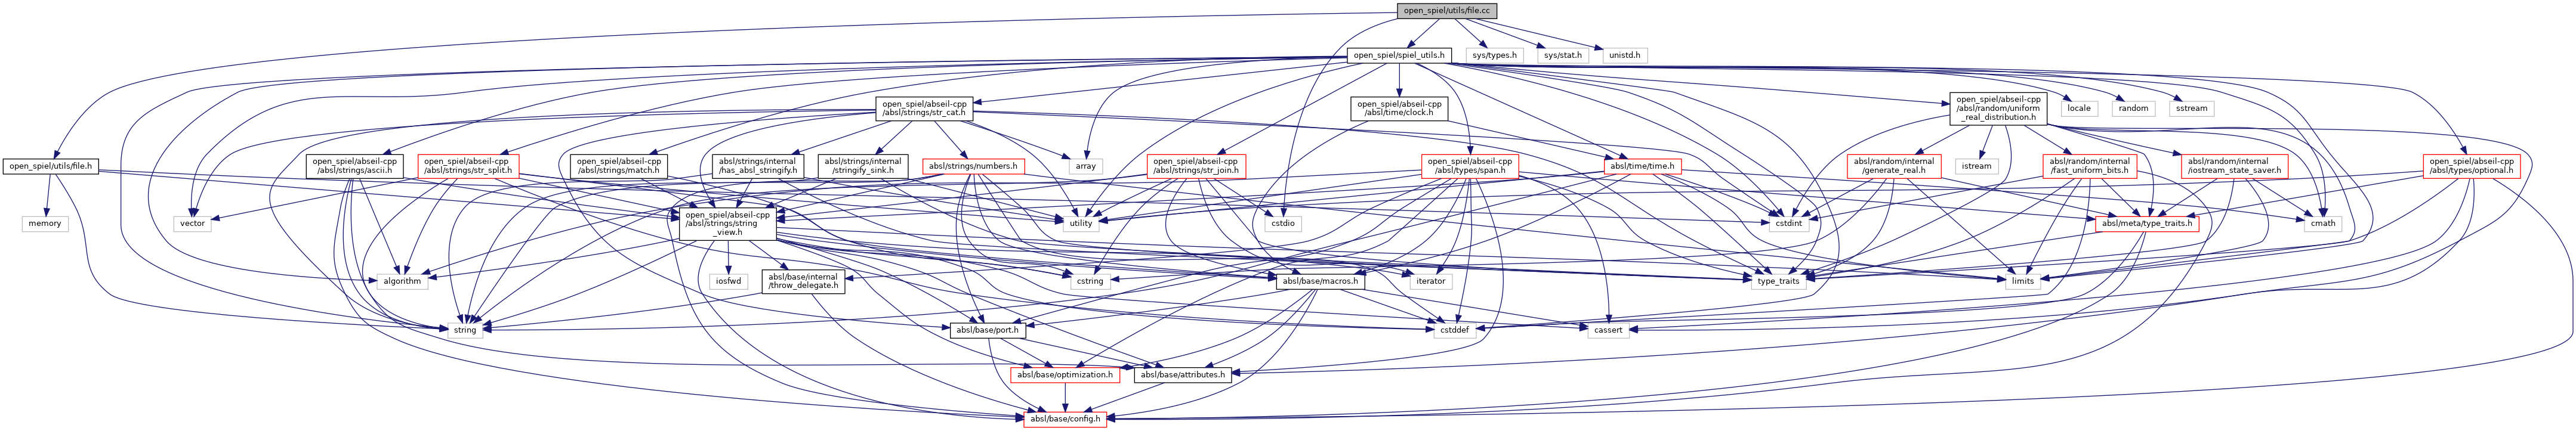 open_spiel/utils/file.cc
open_spiel/spiel_utils.h
sys/types.h
sys/stat.h
unistd.h
open_spiel/abseil-cpp
/absl/strings/str_cat.h
open_spiel/abseil-cpp
/absl/time/clock.h
open_spiel/abseil-cpp
/absl/random/uniform
_real_distribution.h
locale
random
sstream
open_spiel/utils/file.h
open_spiel/abseil-cpp
/absl/strings/ascii.h
open_spiel/abseil-cpp
/absl/strings/str_split.h
open_spiel/abseil-cpp
/absl/strings/match.h
absl/strings/internal
/has_absl_stringify.h
absl/strings/internal
/stringify_sink.h
absl/strings/numbers.h
array
open_spiel/abseil-cpp
/absl/strings/str_join.h
open_spiel/abseil-cpp
/absl/types/span.h
absl/time/time.h
absl/random/internal
/generate_real.h
istream
absl/random/internal
/fast_uniform_bits.h
absl/random/internal
/iostream_state_saver.h
open_spiel/abseil-cpp
/absl/types/optional.h
memory
vector
open_spiel/abseil-cpp
/absl/strings/string
_view.h
utility
cstdio
cstdint
absl/meta/type_traits.h
cmath
algorithm
iosfwd
absl/base/internal
/throw_delegate.h
cstring
absl/base/macros.h
iterator
type_traits
limits
string
absl/base/port.h
cstddef
cassert
absl/base/optimization.h
absl/base/attributes.h
absl/base/config.h